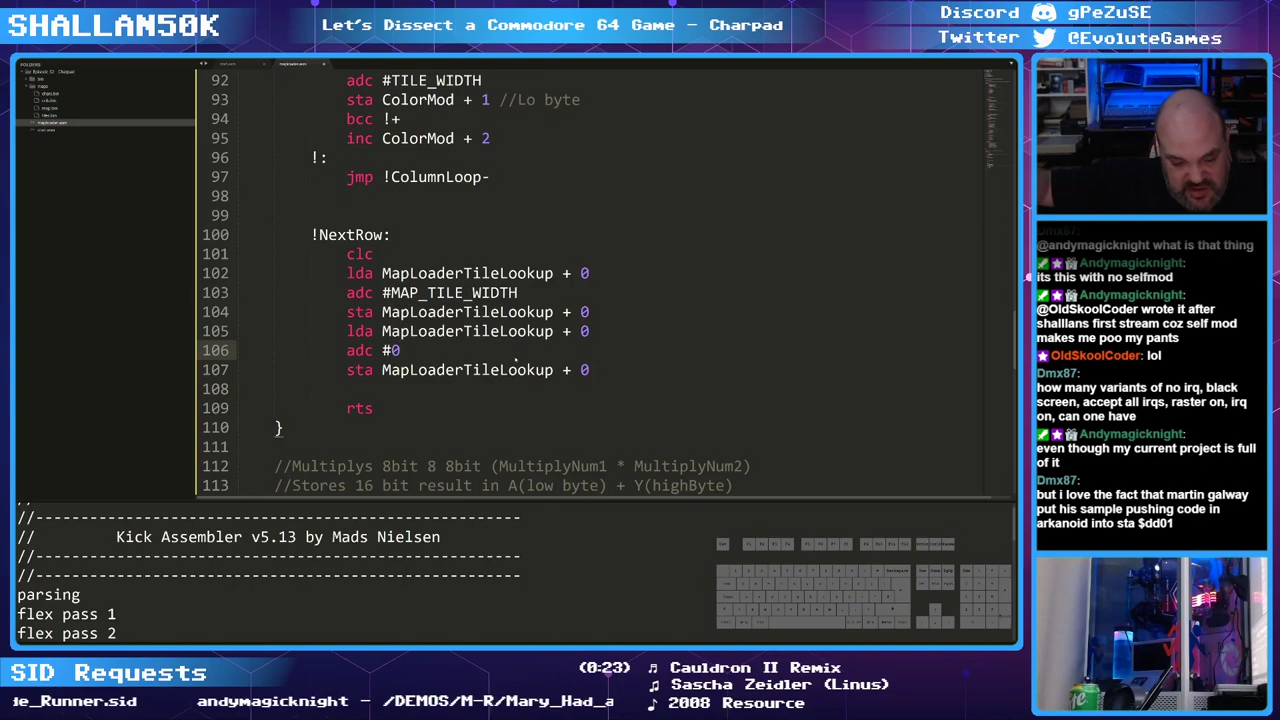 SHALLAN50K
Let's Dissect a Commodore 64 Game - Charpad
Discord gPeZuSE
Twitter @EvoluteGames
92 adc #TILE_WIDTH
93 sta ColorMod + 1 //Lo byte
94 bcc !+
95 inc ColorMod + 2
96 !:
97 jmp !ColumnLoop-
98
99
100 !NextRow:
101 clc
102 lda MapLoaderTileLookup + 0
103 adc #MAP_TILE_WIDTH
104 sta MapLoaderTileLookup + 0
105 lda MapLoaderTileLookup + 0
106 adc #0
107 sta MapLoaderTileLookup + 0
108
109 rts
110 }
111
112 //Multiplys 8bit 8 8bit (MultiplyNum1 * MultiplyNum2)
113 //Stores 16 bit result in A(low byte) + Y(highByte)
//------------------------------------------------------
// Kick Assembler v5.13 by Mads Nielsen
//------------------------------------------------------
parsing
flex pass 1
flex pass 2
Dmx87:
@andymagicknight what is that thing
Andymagicknight:
its this with no selfmod
Andymagicknight:
@OldSkoolCoder wrote it after
shallans first stream coz self mod
makes me poo my pants
OldSkoolCoder: lol
Dmx87:
how many variants of no irq, black
screen, accept all irqs, raster on, irq
on, can one have
Andymagicknight:
even though my current project is full
of it
Dmx87:
but i love the fact that martin galway
put his sample pushing code in
arkanoid into sta $dd01
SID Requests
(0:23) Cauldron II Remix
Sascha Zeidler (Linus)
2008 Resource
le_Runner.sid
andymagicknight - /DEMOS/M-R/Mary_Had_a